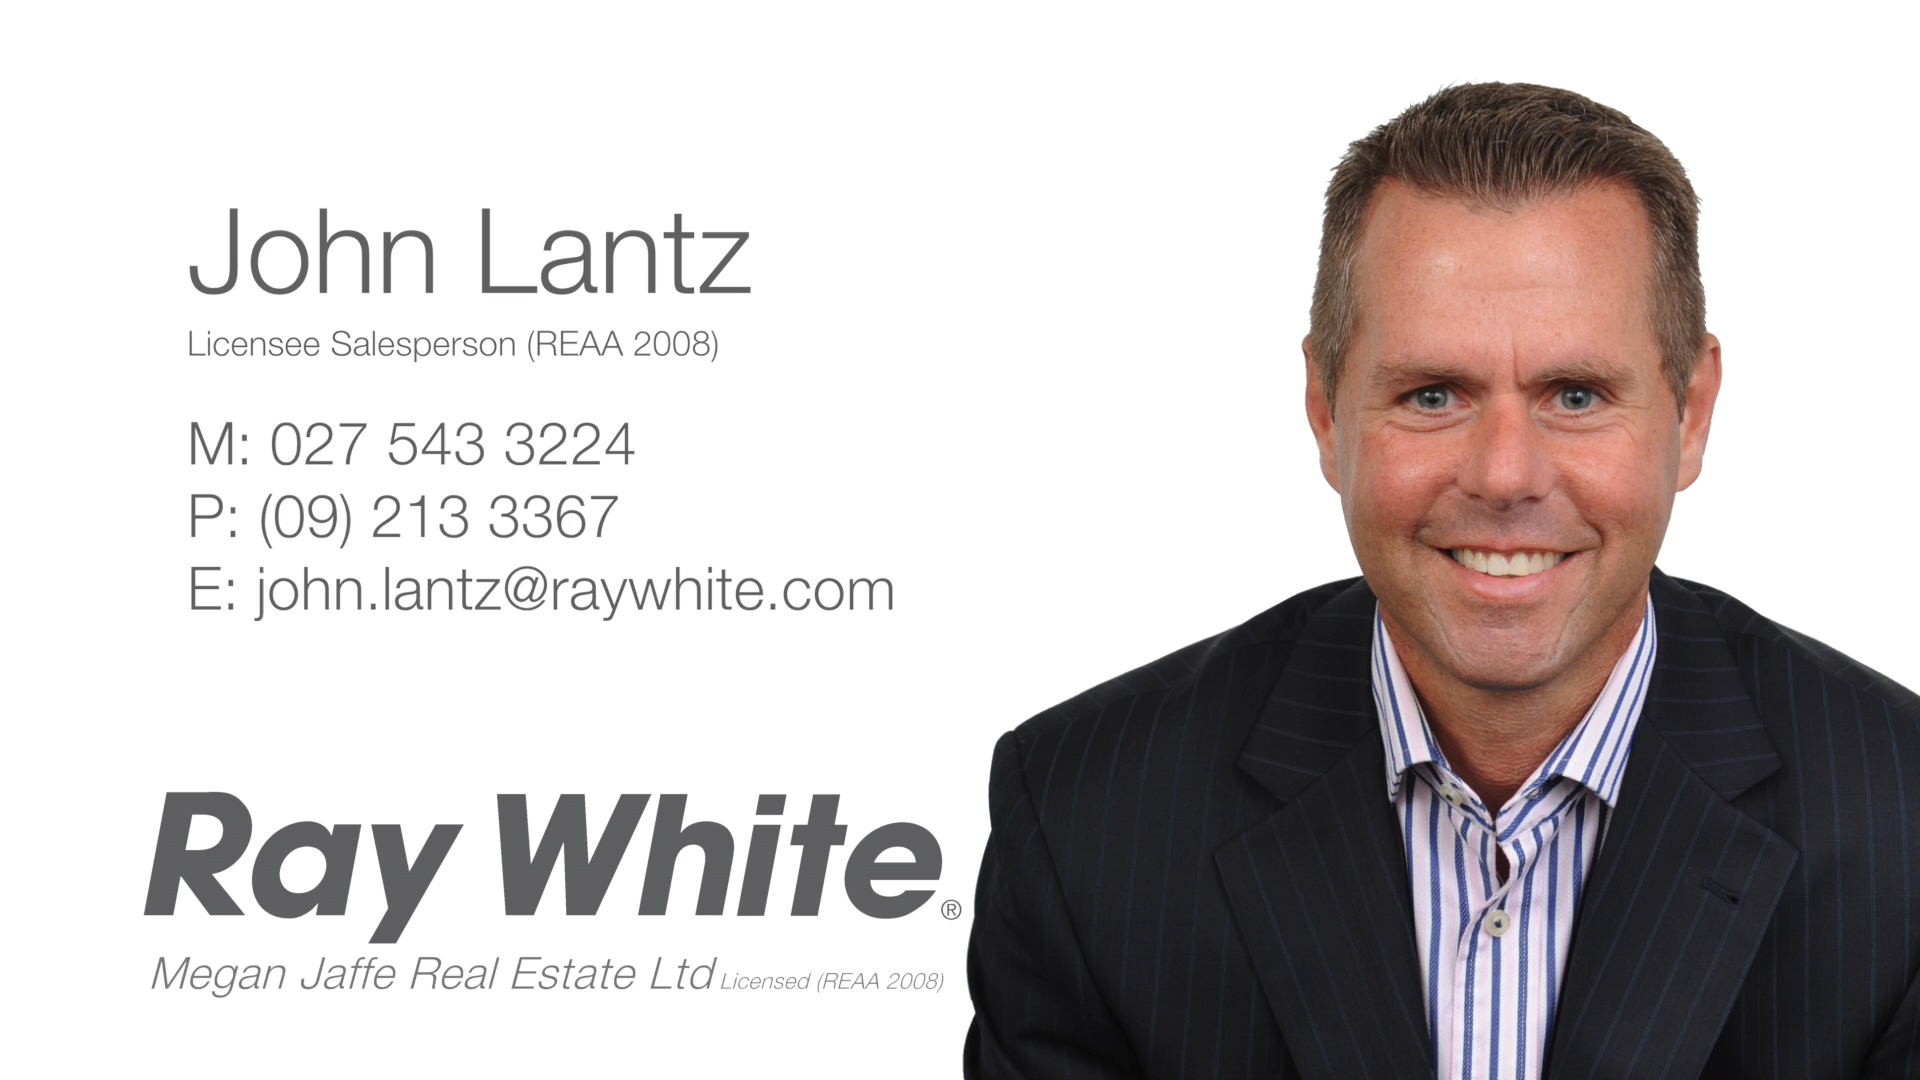 John Lantz
Licensee Salesperson (REAA 2008)
M: 027 543 3224
P: (09) 213 3367
E: john.lantz@raywhite.com
Ray White®
Megan Jaffe Real Estate Ltd Licensed (REAA 2008)